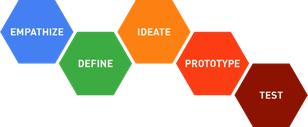 EMPATHIZE
DEFINE
IDEATE
PROTOTYPE
TEST